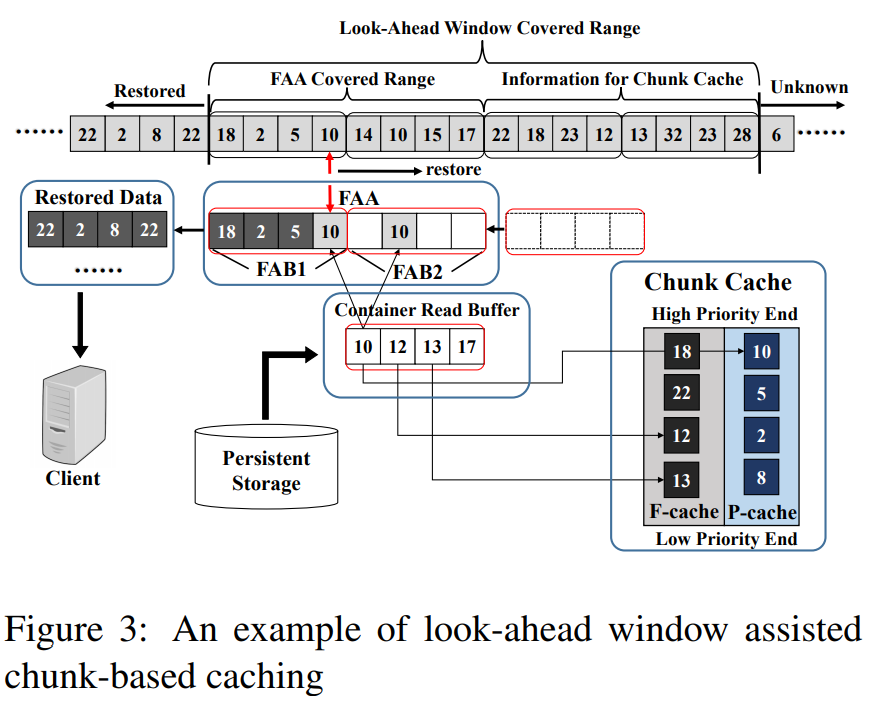 Look-Ahead Window Covered Range
FAA Covered Range
Information for Chunk Cache
Restored
Unknown
...... 22 2 8 22 18 2 5 10 14 10 15 17 22 18 23 12 13 32 23 28 6 ......
restore
Restored Data
22 2 8 22
......
FAA
18 2 5 10 10
FAB1 FAB2
Container Read Buffer
10 12 13 17
Persistent
Storage
Client
Chunk Cache
High Priority End
18 10
22 5
12 2
13 8
F-cache P-cache
Low Priority End
Figure 3: An example of look-ahead window assisted
chunk-based caching